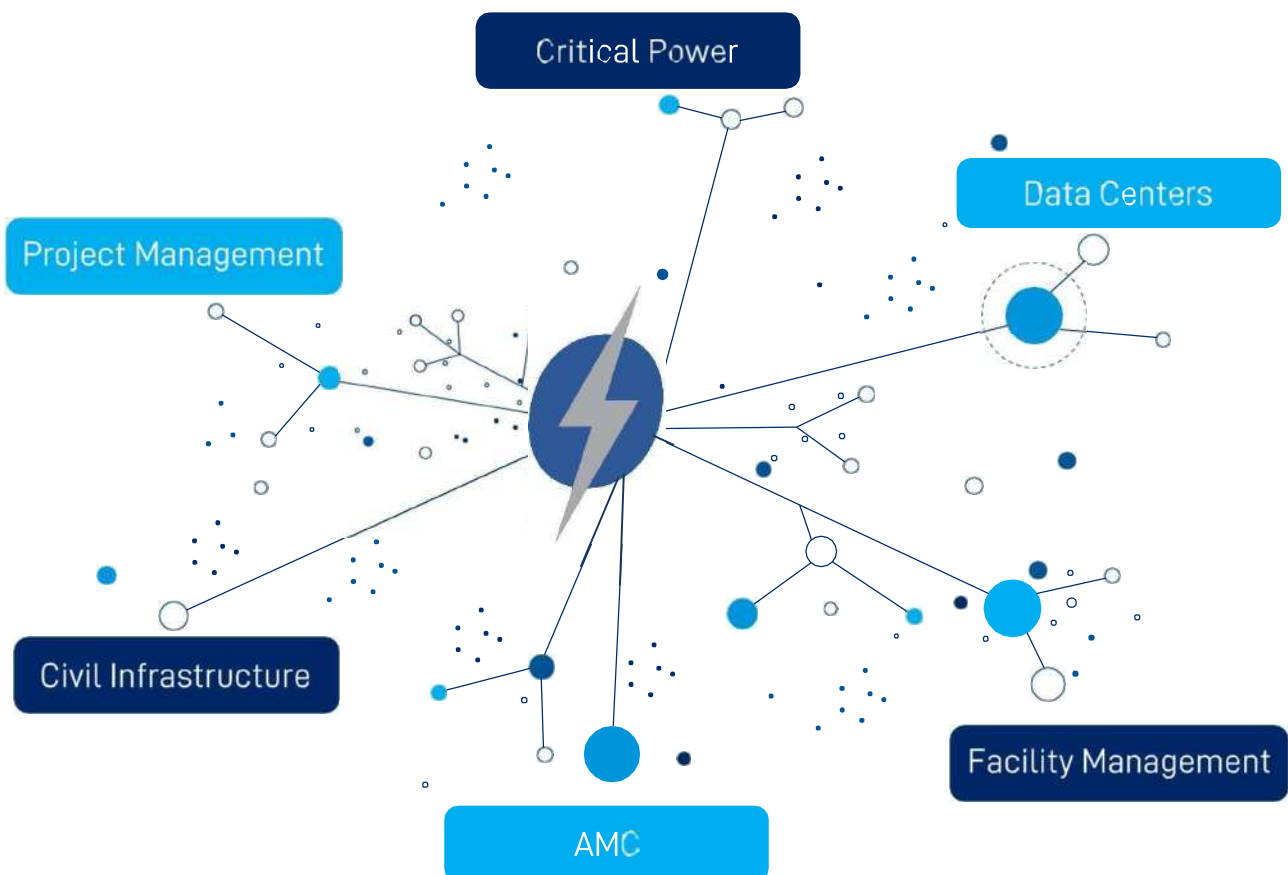 Critical Power
Data Centers
Project Management
Civil Infrastructure
Facility Management
AMC